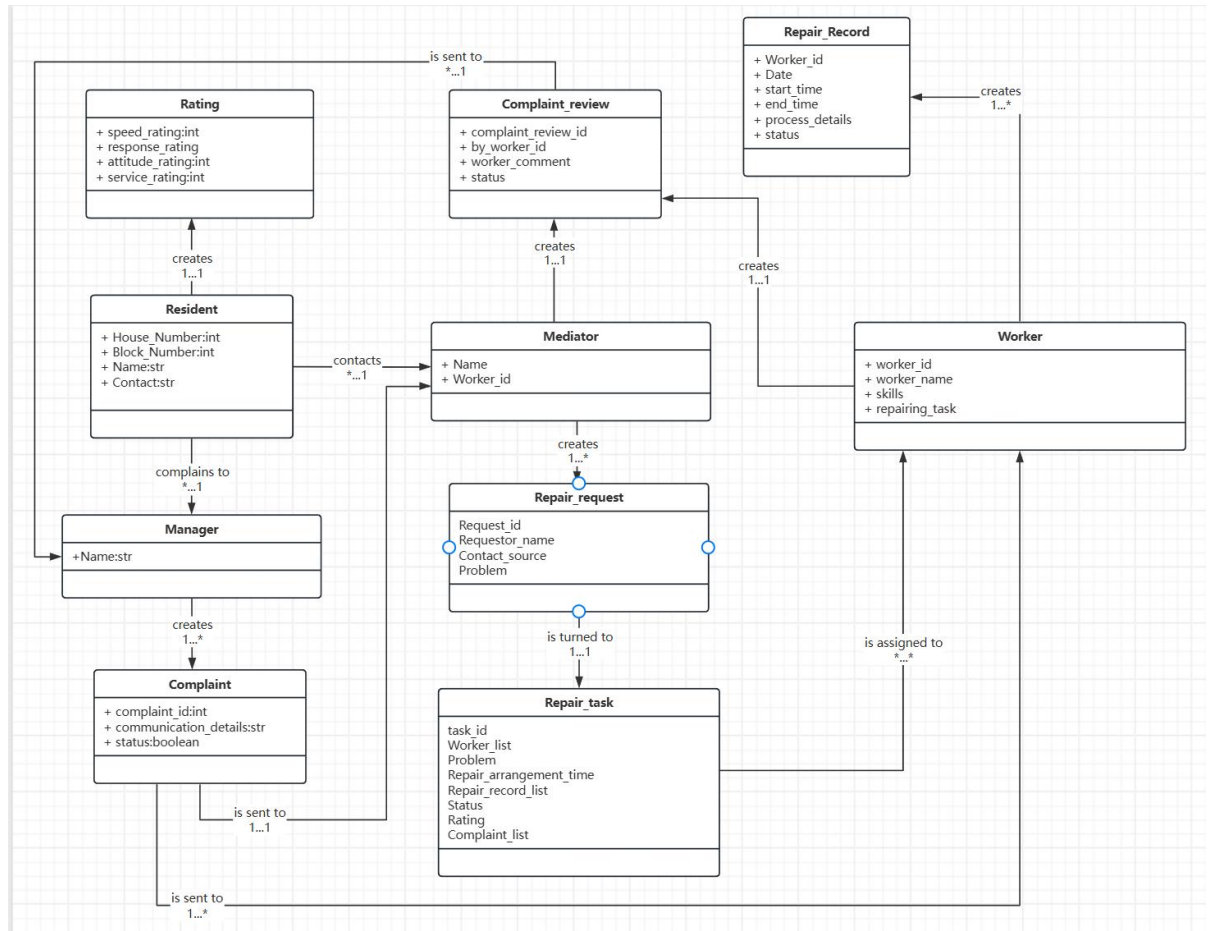 Repair_Record
+ Worker_id
+ Date
+ start_time
+ end_time
+ process_details
+ status
is sent to
*...1
Rating
+ speed_rating:int
+ response_rating
+ attitude_rating:int
+ service_rating:int
Complaint_review
+ complaint_review_id
+ by_worker_id
+ worker_comment
+ status
creates
1...*
creates
1...1
creates
1...1
creates
1...1
Resident
+ House_Number:int
+ Block_Number:int
+ Name:str
+ Contact:str
contacts
*...1
Mediator
+ Name
+ Worker_id
Worker
+ worker_id
+ worker_name
+ skills
+ repairing_task
complains to
*...1
creates
1...*
Manager
+Name:str
Repair_request
Request_id
Requestor_name
Contact_source
Problem
creates
1...*
is turned to
1...1
is assigned to
*...*
Complaint
+ complaint_id:int
+ communication_details:str
+ status:boolean
Repair_task
task_id
Worker_list
Problem
Repair_arrangement_time
Repair_record_list
Status
Rating
Complaint_list
is sent to
1...1
is sent to
1...*